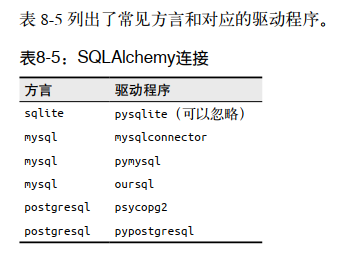 表 8-5 列出了常见方言和对应的驱动程序。
表8-5：SQLAlchemy连接
方言 驱动程序
sqlite pysqlite（可以忽略）
mysql mysqlconnector
mysql pymysql
mysql oursql
postgresql psycopg2
postgresql pypostgresql